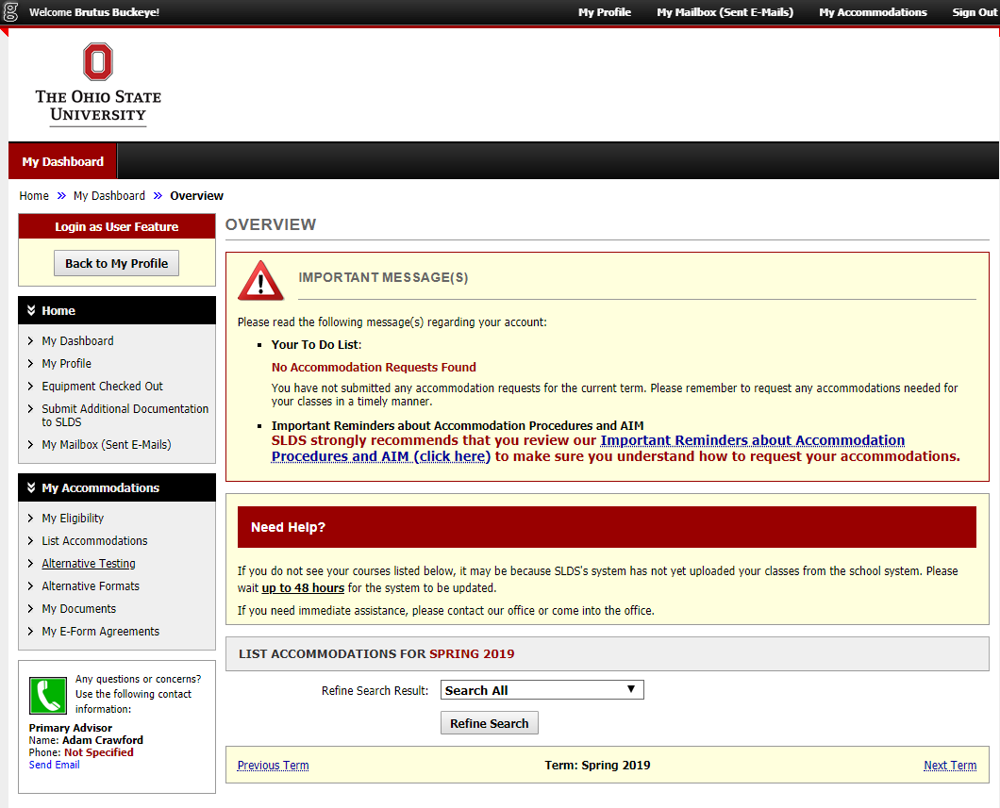 Welcome Brutus Buckeye!
My Profile My Mailbox (Sent E-Mails) My Accommodations Sign Out
THE OHIO STATE
UNIVERSITY
My Dashboard
Home » My Dashboard » Overview
Login as User Feature
Back to My Profile
Home
My Dashboard
My Profile
Equipment Checked Out
Submit Additional Documentation
to SLDS
My Mailbox (Sent E-Mails)
My Accommodations
My Eligibility
List Accommodations
Alternative Testing
Alternative Formats
My Documents
My E-Form Agreements
Any questions or concerns?
Use the following contact
information:
Primary Advisor
Name: Adam Crawford
Phone: Not Specified
Send Email
OVERVIEW
IMPORTANT MESSAGE(S)
Please read the following message(s) regarding your account:
Your To Do List:
No Accommodation Requests Found
You have not submitted any accommodation requests for the current term. Please remember to request any accommodations needed for
your classes in a timely manner.
Important Reminders about Accommodation Procedures and AIM
SLDS strongly recommends that you review our Important Reminders about Accommodation
Procedures and AIM (click here) to make sure you understand how to request your accommodations.
Need Help?
If you do not see your courses listed below, it may be because SLDS's system has not yet uploaded your classes from the school system. Please
wait up to 48 hours for the system to be updated.
If you need immediate assistance, please contact our office or come into the office.
LIST ACCOMMODATIONS FOR SPRING 2019
Refine Search Result: Search All
Refine Search
Previous Term Term: Spring 2019 Next Term